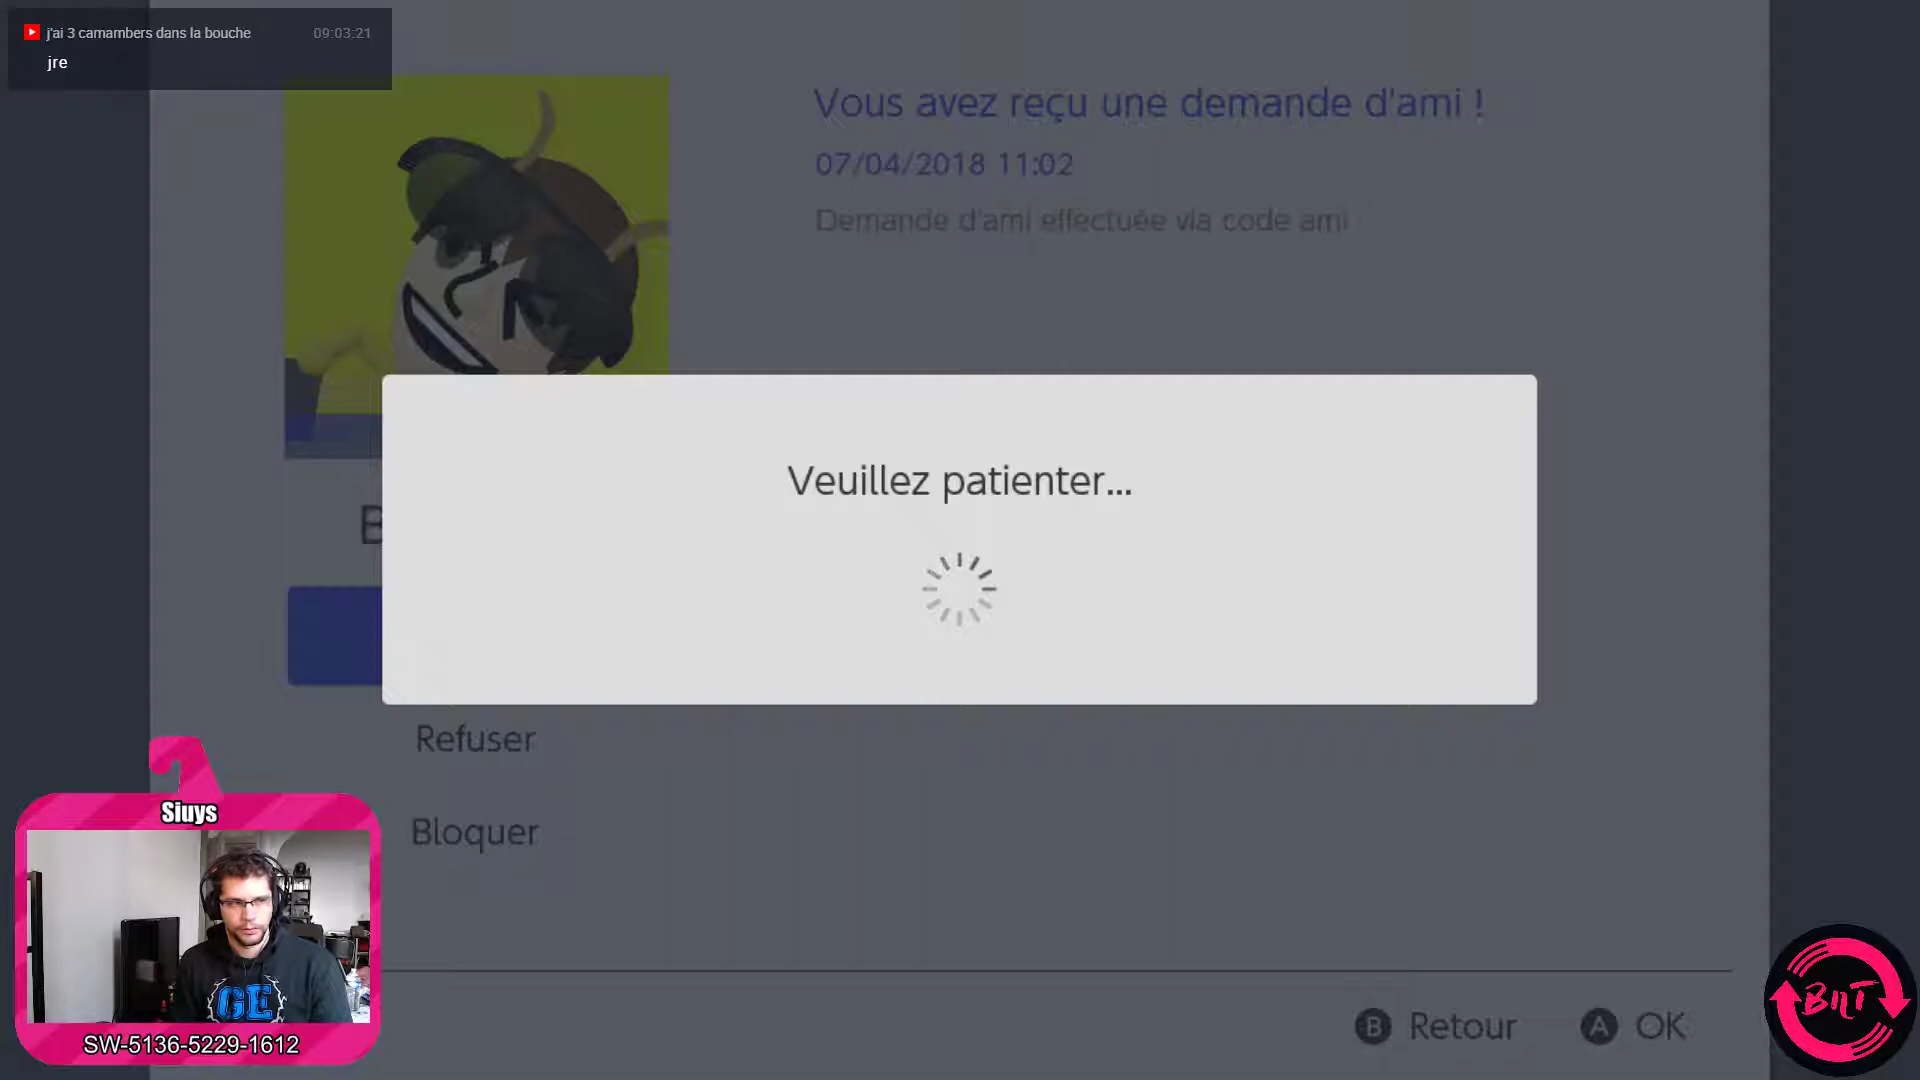 j'ai 3 camambers dans la bouche 09:03:21
jre
Vous avez reçu une demande d'ami !
07/04/2018 11:02
Demande d'ami effectuée via code ami
Veuillez patienter...
Refuser
Bloquer
Siuys
GE
SW-5136-5229-1612
B Retour A OK
BNT